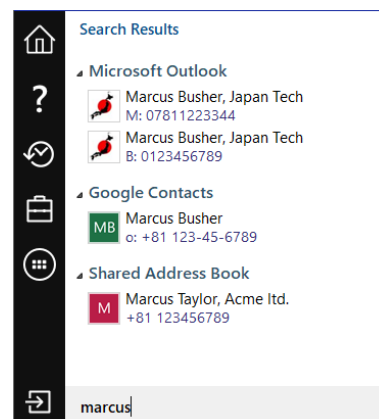 Search Results
Microsoft Outlook
Marcus Busher, Japan Tech
M: 07811223344
Marcus Busher, Japan Tech
B: 0123456789
Google Contacts
MB
Marcus Busher
o: +81 123-45-6789
Shared Address Book
M
Marcus Taylor, Acme ltd.
+81 123456789
marcus